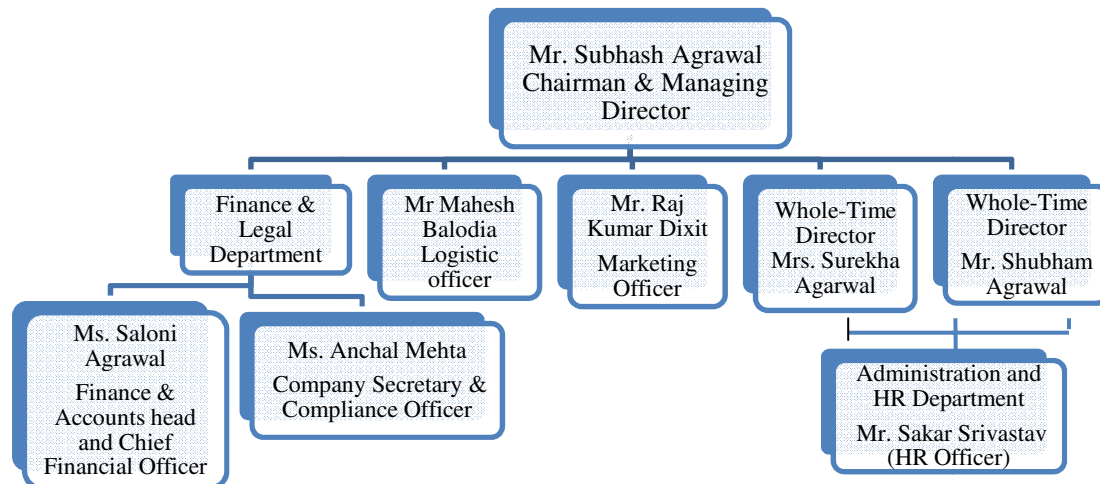 Mr. Subhash Agrawal
Chairman & Managing
Director
Finance &
Legal
Department
Mr Mahesh
Balodia
Logistic
officer
Mr. Raj
Kumar Dixit
Marketing
Officer
Whole-Time
Director
Mrs. Surekha
Agarwal
Whole-Time
Director
Mr. Shubham
Agrawal
Ms. Saloni
Agrawal
Finance &
Accounts head
and Chief
Financial Officer
Ms. Anchal Mehta
Company Secretary &
Compliance Officer
Administration and
HR Department
Mr. Sakar Srivastav
(HR Officer)